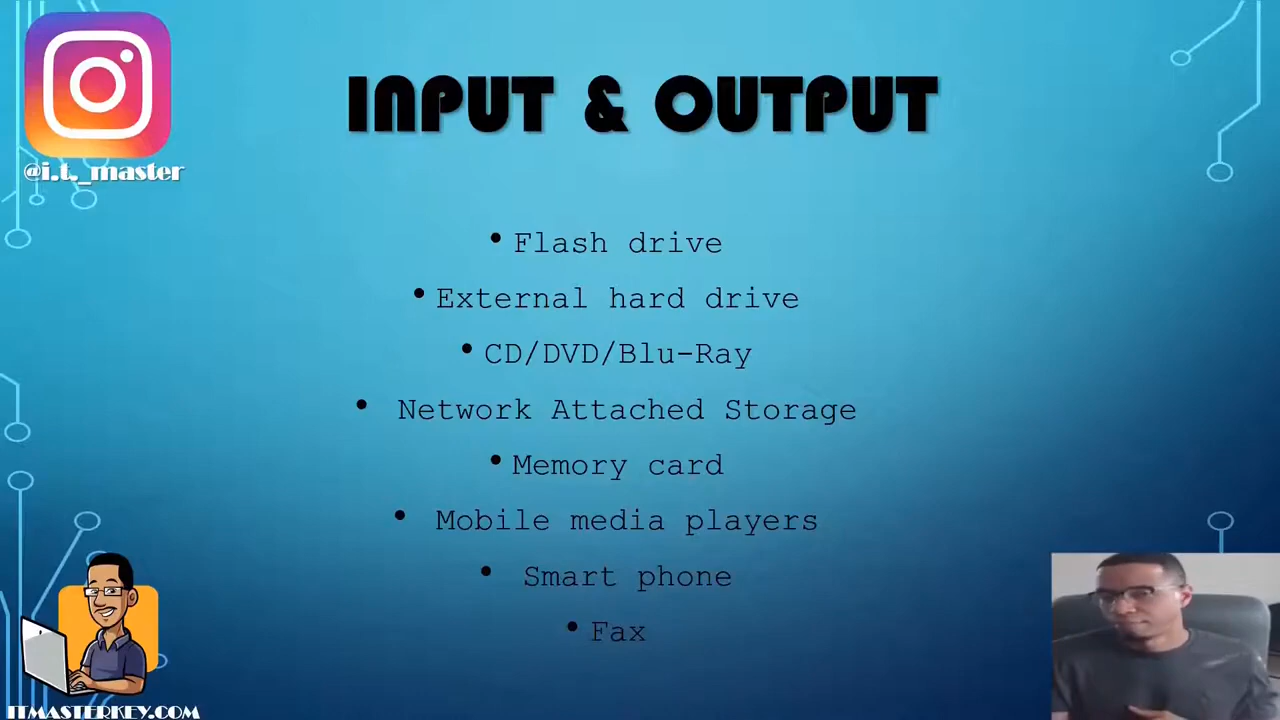 INPUT & OUTPUT
@i.t._master
• Flash drive
• External hard drive
• CD/DVD/Blu-Ray
• Network Attached Storage
• Memory card
• Mobile media players
• Smart phone
• Fax
ITMASTERKEY.COM